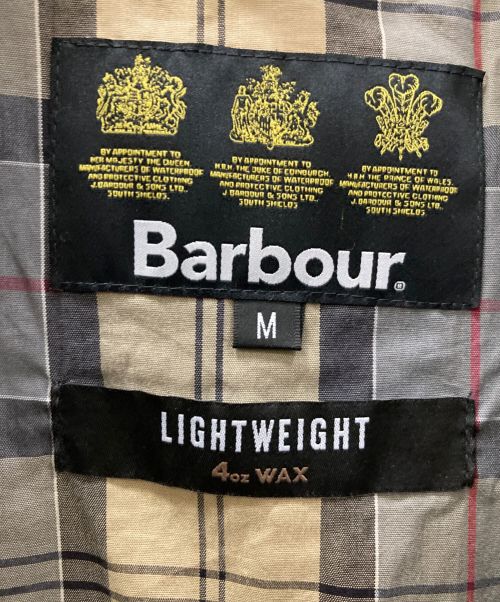 BY APPOINTMENT TO
HER MAJESTY THE QUEEN
MANUFACTURERS OF WATERPROOF
AND PROTECTIVE CLOTHING
J. BARBOUR & SONS LTD.,
SOUTH SHIELDS
BY APPOINTMENT TO
H.R.H. THE DUKE OF EDINBURGH
MANUFACTURERS OF WATERPROOF
AND PROTECTIVE CLOTHING
J. BARBOUR & SONS LTD.,
SOUTH SHIELDS
BY APPOINTMENT TO
H.R.H. THE PRINCE OF WALES
MANUFACTURERS OF WATERPROOF
AND PROTECTIVE CLOTHING
J. BARBOUR & SONS LTD.,
SOUTH SHIELDS
Barbour®
M
LIGHTWEIGHT
4oz WAX